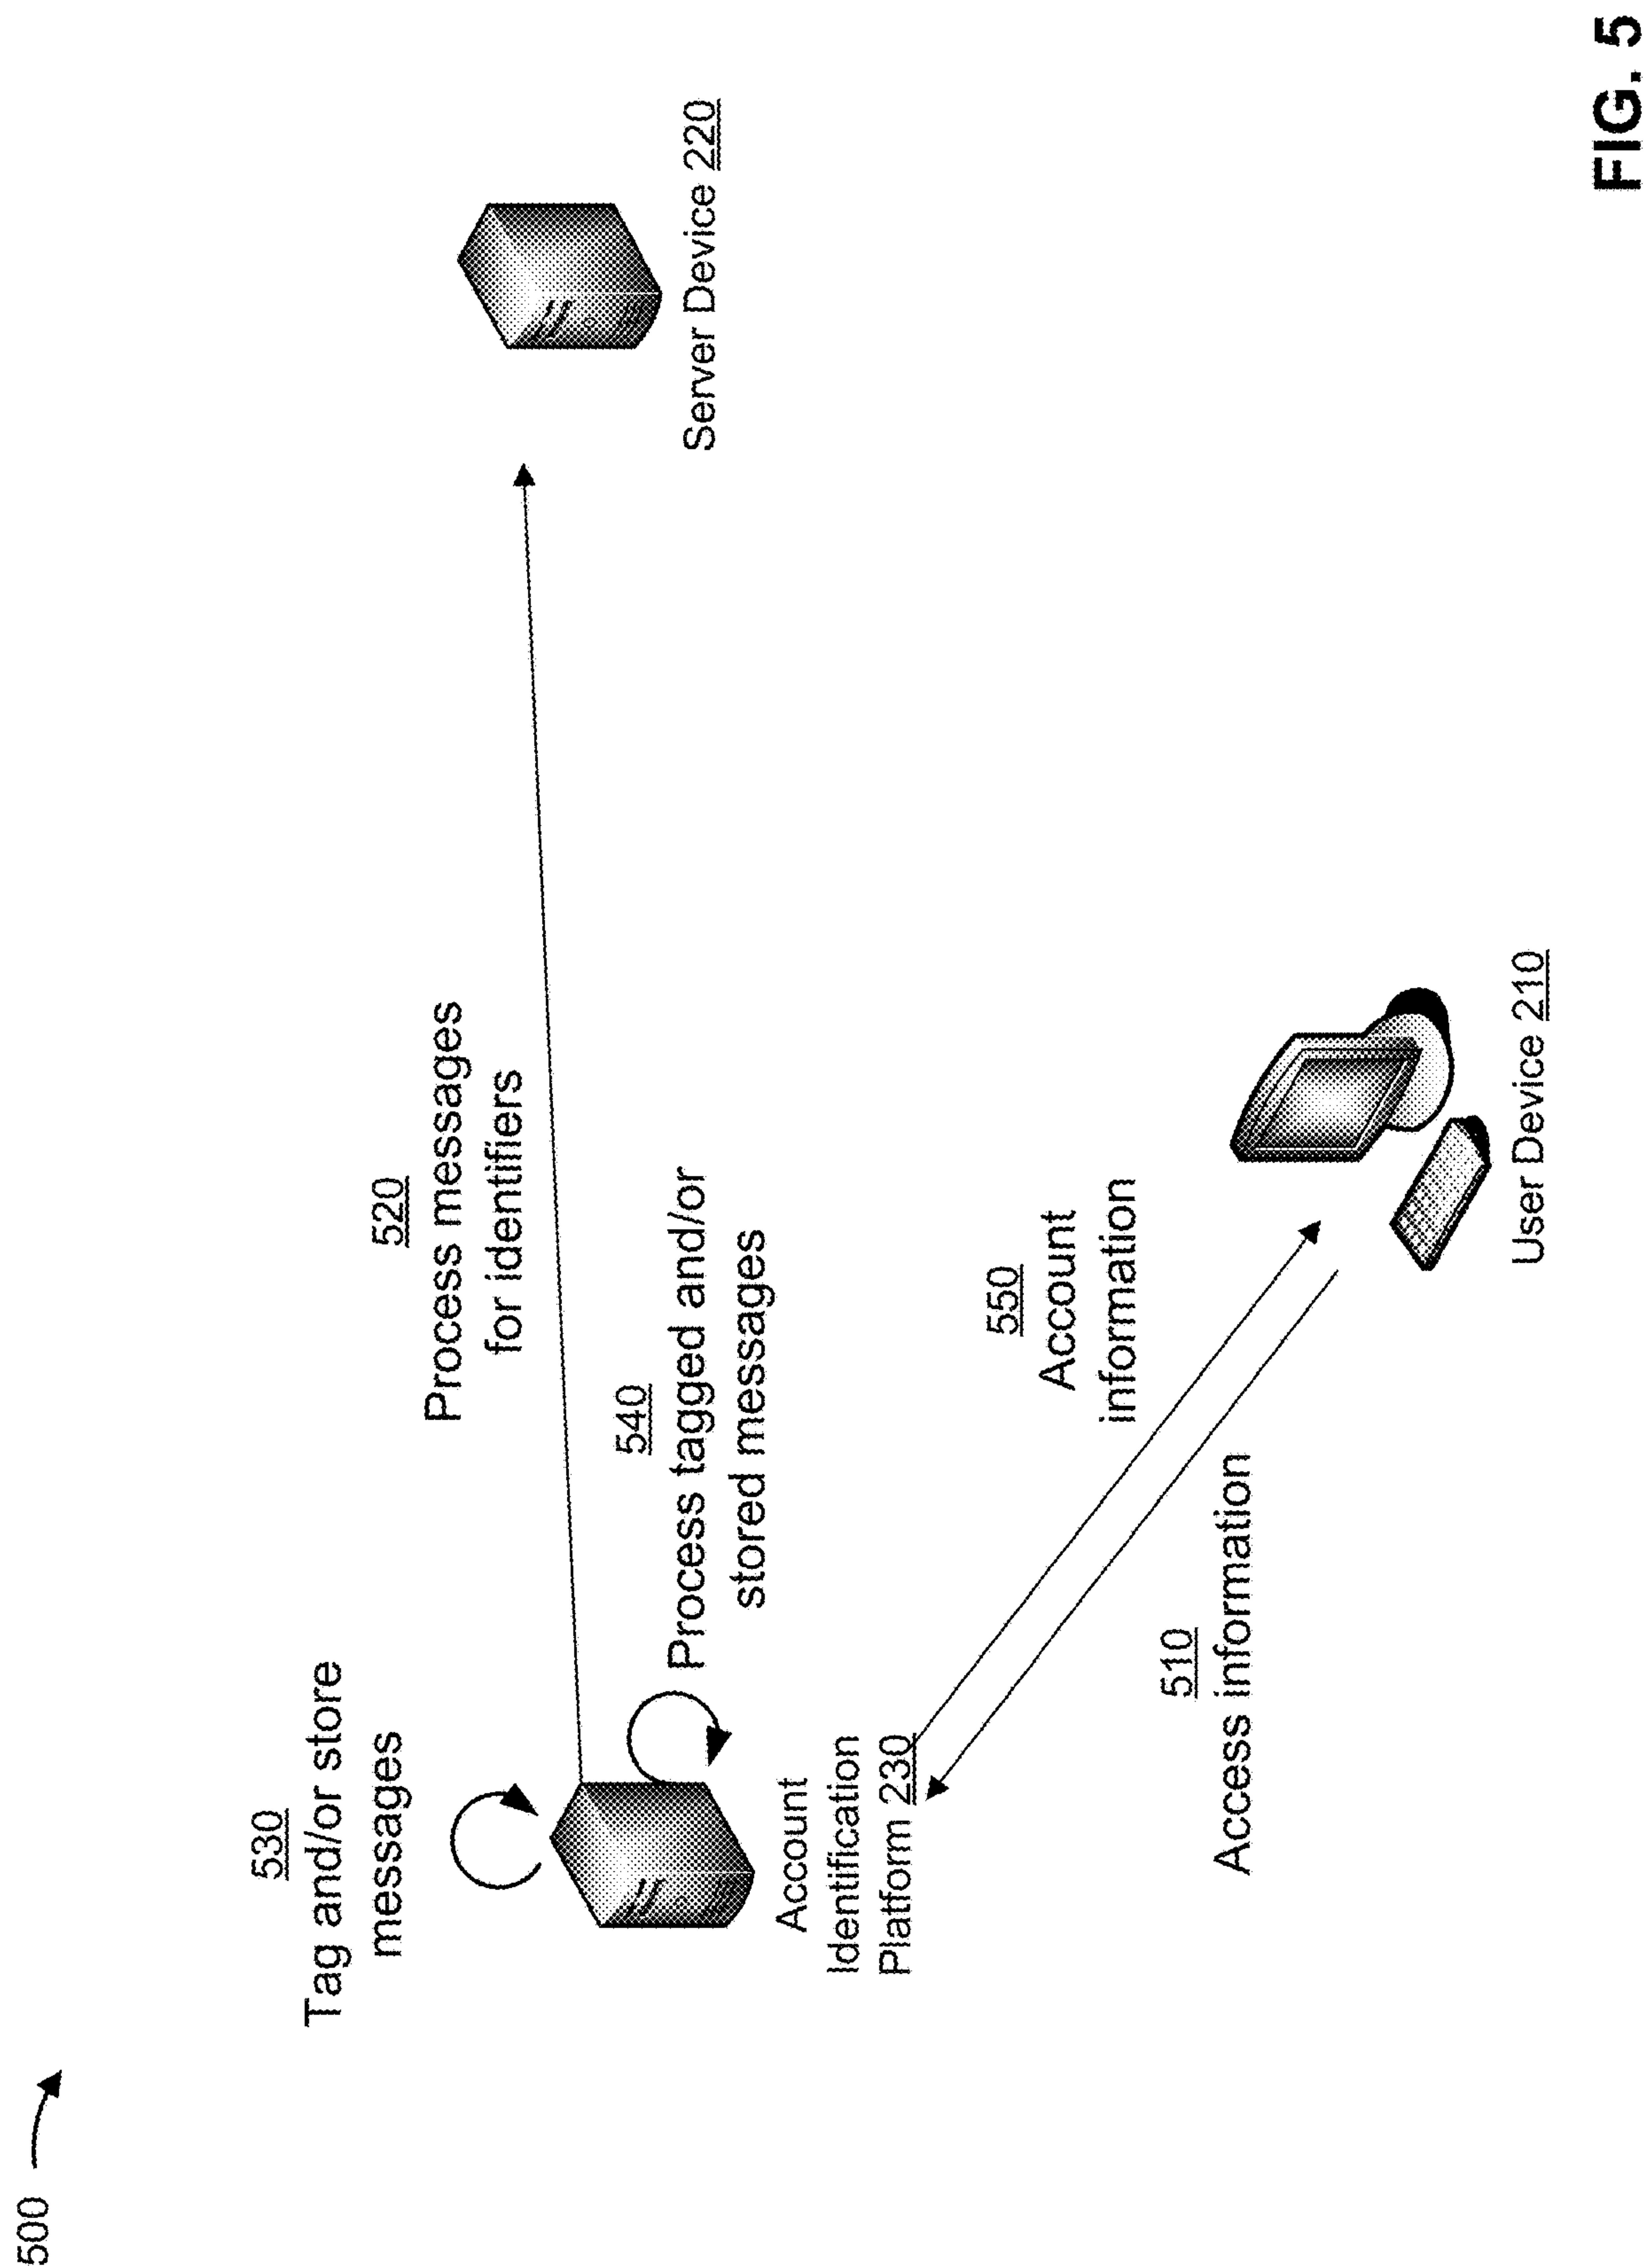 500
530
Tag and/or store
messages
520
Process messages
for identifiers
540
Process tagged and/or
stored messages
Account
Identification
Platform 230
Server Device 220
550
Account
information
510
Access information
User Device 210
FIG. 5